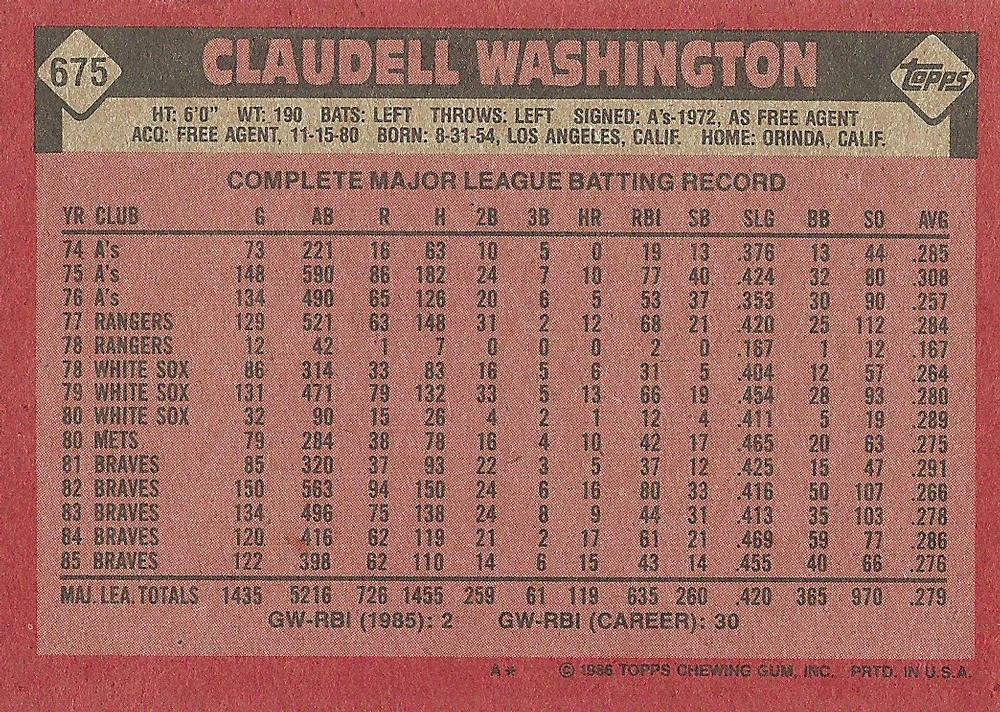 675 CLAUDELL WASHINGTON Topps
HT: 6'0" WT: 190 BATS: LEFT THROWS: LEFT SIGNED: A's-1972, AS FREE AGENT
ACQ: FREE AGENT, 11-15-80 BORN: 8-31-54, LOS ANGELES, CALIF. HOME: ORINDA, CALIF.
COMPLETE MAJOR LEAGUE BATTING RECORD
YR CLUB G AB R H 2B 3B HR RBI SB SLG BB SO AVG
74 A's 73 221 16 63 10 5 0 19 13 .376 13 44 .285
75 A's 148 590 86 182 24 7 10 77 40 .424 32 80 .308
76 A's 134 490 65 126 20 6 5 53 37 .353 30 90 .257
77 RANGERS 129 521 63 148 31 2 12 68 21 .420 25 112 .284
78 RANGERS 12 42 1 7 0 0 0 2 0 .167 1 12 .167
78 WHITE SOX 86 314 33 83 16 5 6 31 5 .404 12 57 .264
79 WHITE SOX 131 471 79 132 33 5 13 66 19 .454 28 93 .280
80 WHITE SOX 32 90 15 26 4 2 1 12 4 .411 5 19 .289
80 METS 79 284 38 78 16 4 10 42 17 .465 20 63 .275
81 BRAVES 85 320 37 93 22 3 5 37 12 .425 15 47 .291
82 BRAVES 150 563 94 150 24 6 16 80 33 .416 50 107 .266
83 BRAVES 134 496 75 138 24 8 9 44 31 .413 35 103 .278
84 BRAVES 120 416 62 119 21 2 17 61 21 .469 59 77 .286
85 BRAVES 122 398 62 110 14 6 15 43 14 .455 40 66 .276
MAJ. LEA. TOTALS 1435 5216 726 1455 259 61 119 635 260 .420 365 970 .279
GW-RBI (1985): 2 GW-RBI (CAREER): 30
A* © 1986 TOPPS CHEWING GUM, INC. PRTD. IN U.S.A.